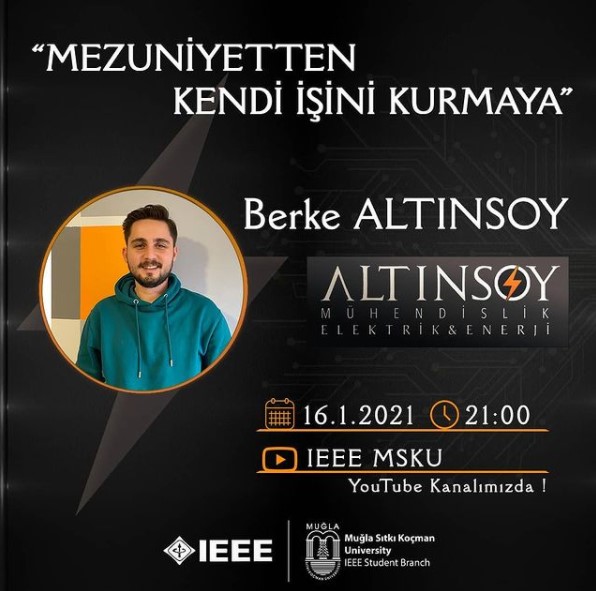 “MEZUNİYETTEN
KENDİ İŞİNİ KURMAYA”
Berke ALTINSOY
ALTINSOY
MÜHENDİSLİK
ELEKTRİK&ENERJİ
16.1.2021 21:00
IEEE MSKU
YouTube Kanalımızda !
IEEE
MUĞLA
Muğla Sıtkı Koçman
University
IEEE Student Branch